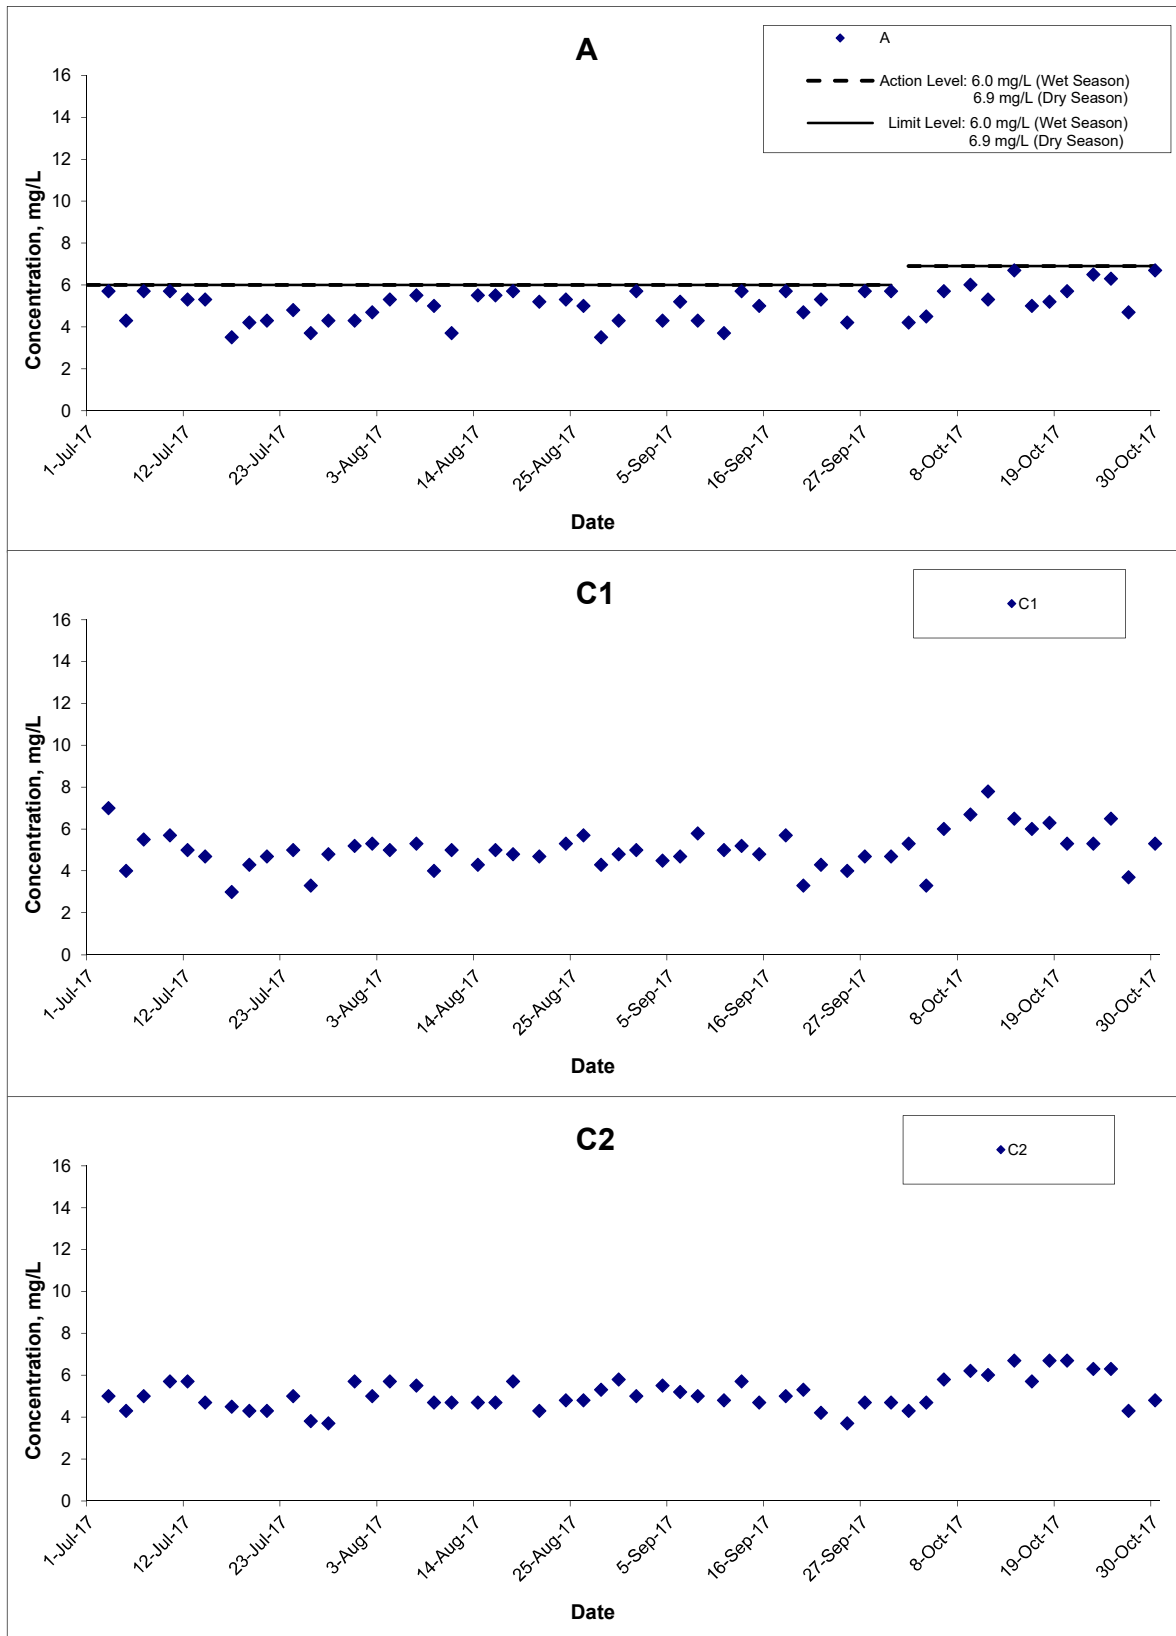 A
A
Action Level: 6.0 mg/L (Wet Season)
6.9 mg/L (Dry Season)
Limit Level: 6.0 mg/L (Wet Season)
6.9 mg/L (Dry Season)
Concentration, mg/L
16
14
12
10
8
6
4
2
0
1-Jul-17
12-Jul-17
23-Jul-17
3-Aug-17
14-Aug-17
25-Aug-17
5-Sep-17
16-Sep-17
27-Sep-17
8-Oct-17
19-Oct-17
30-Oct-17
Date
C1
C1
Concentration, mg/L
16
14
12
10
8
6
4
2
0
1-Jul-17
12-Jul-17
23-Jul-17
3-Aug-17
14-Aug-17
25-Aug-17
5-Sep-17
16-Sep-17
27-Sep-17
8-Oct-17
19-Oct-17
30-Oct-17
Date
C2
C2
Concentration, mg/L
16
14
12
10
8
6
4
2
0
1-Jul-17
12-Jul-17
23-Jul-17
3-Aug-17
14-Aug-17
25-Aug-17
5-Sep-17
16-Sep-17
27-Sep-17
8-Oct-17
19-Oct-17
30-Oct-17
Date